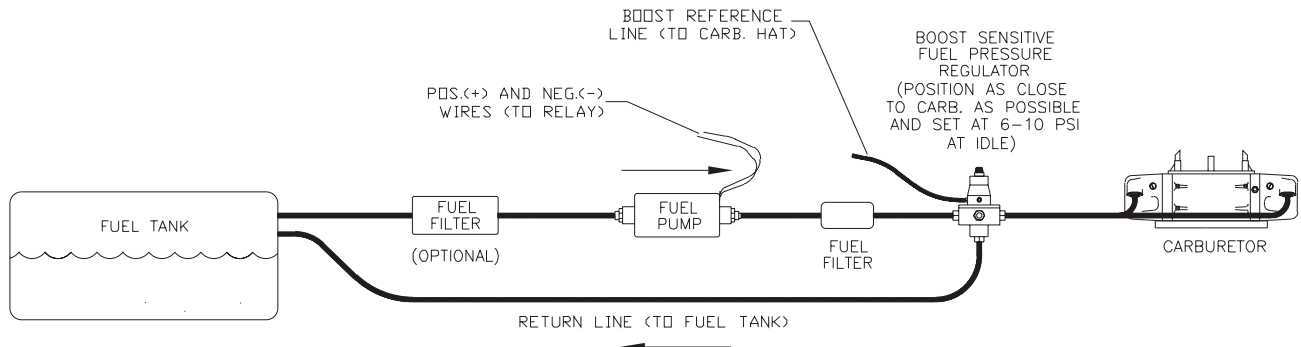 BOOST REFERENCE
LINE (TO CARB. HAT)
BOOST SENSITIVE
FUEL PRESSURE
REGULATOR
(POSITION AS CLOSE
TO CARB. AS POSSIBLE
AND SET AT 6-10 PSI
AT IDLE)
POS.(+) AND NEG.(-)
WIRES (TO RELAY)
FUEL TANK
FUEL
FILTER
(OPTIONAL)
FUEL
PUMP
FUEL
FILTER
CARBURETOR
RETURN LINE (TO FUEL TANK)